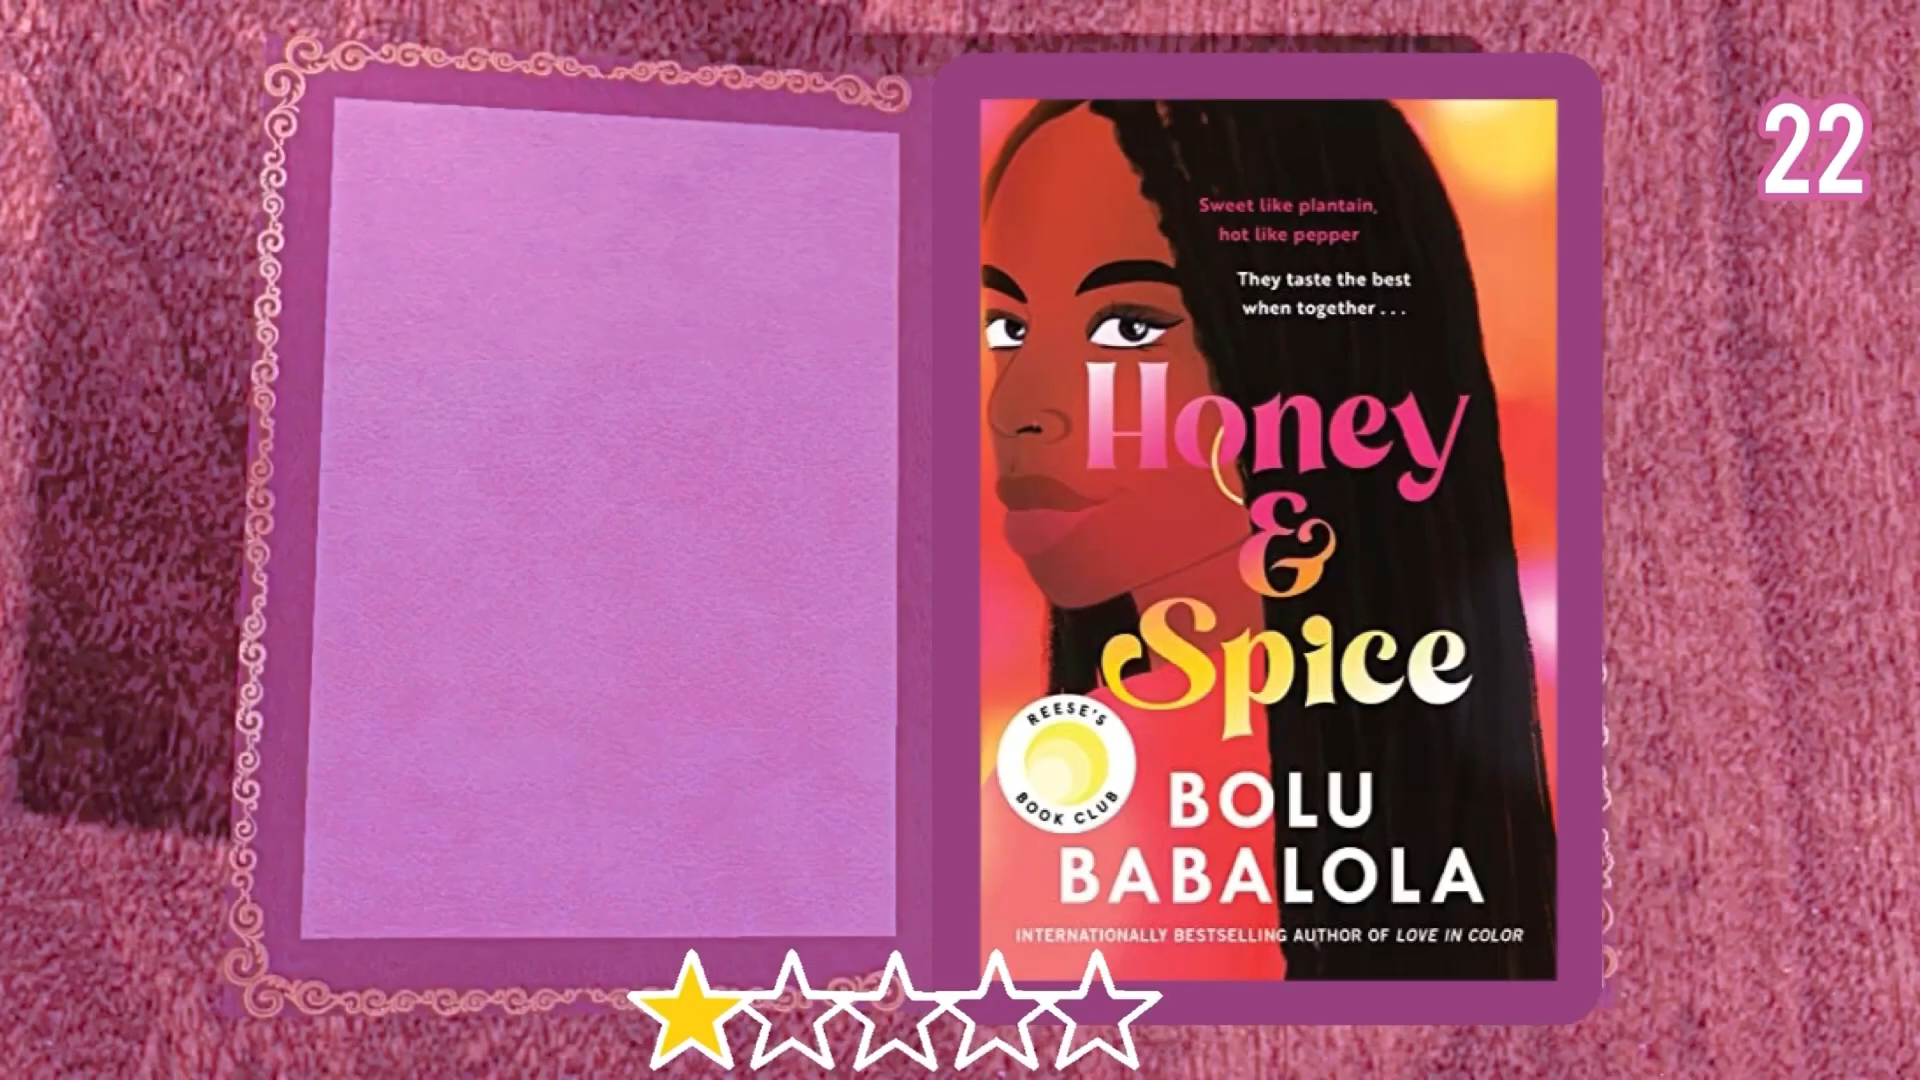 22
Sweet like plantain,
hot like pepper
They taste the best
when together...
Honey
&
Spice
REESE'S
BOOK CLUB
BOLU
BABALOLA
INTERNATIONALLY BESTSELLING AUTHOR OF LOVE IN COLOR